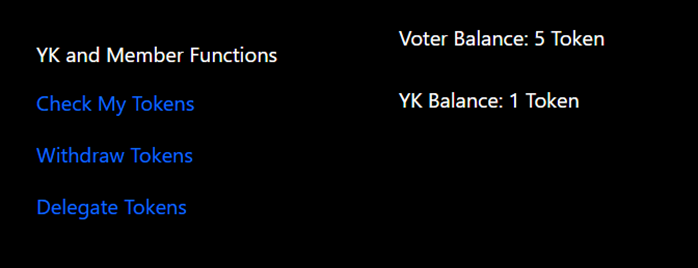 YK and Member Functions
Check My Tokens
Withdraw Tokens
Delegate Tokens
Voter Balance: 5 Token
YK Balance: 1 Token